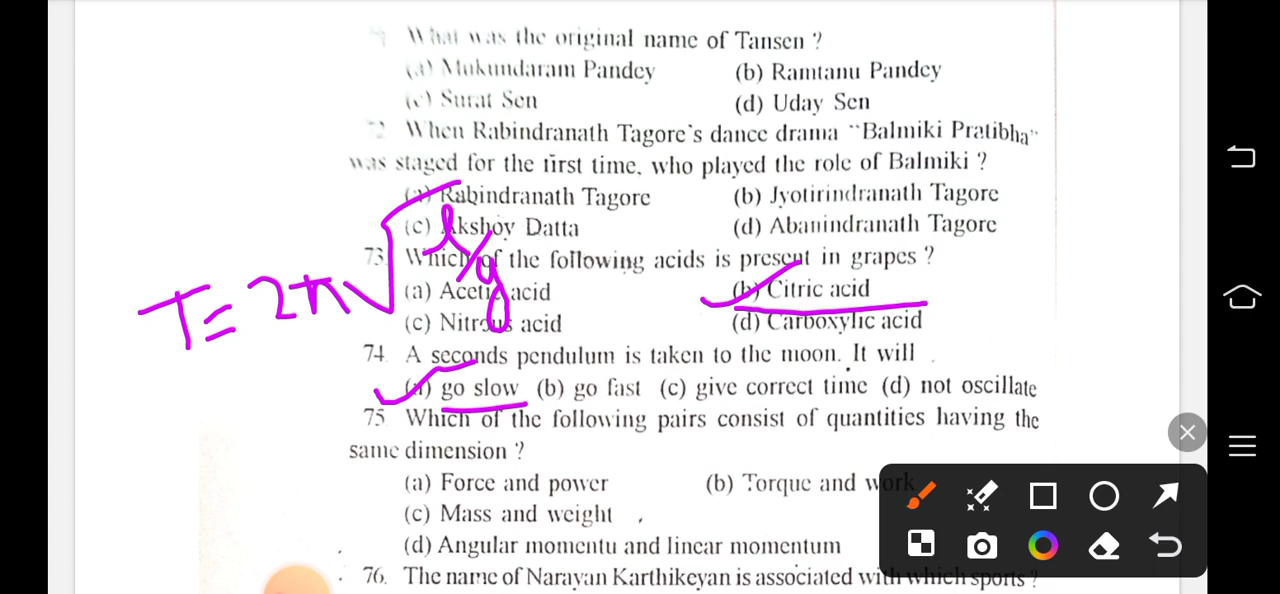 What was the original name of Tansen ?
(a) Mukundaram Pandey (b) Ramtanu Pandey
(c) Surat Sen (d) Uday Sen
72 When Rabindranath Tagore's dance drama "Balmiki Pratibha"
was staged for the first time, who played the role of Balmiki ?
(a) Rabindranath Tagore (b) Jyotirindranath Tagore
(c) Akshoy Datta (d) Abanindranath Tagore
73. Which of the following acids is present in grapes ?
(a) Acetic acid (b) Citric acid
(c) Nitrous acid (d) Carboxylic acid
T = 2π√l/g
74. A seconds pendulum is taken to the moon. It will
(a) go slow (b) go fast (c) give correct time (d) not oscillate
75. Which of the following pairs consist of quantities having the
same dimension ?
(a) Force and power (b) Torque and work
(c) Mass and weight
(d) Angular momentu and linear momentum
76. The name of Narayan Karthikeyan is associated with which sports ?